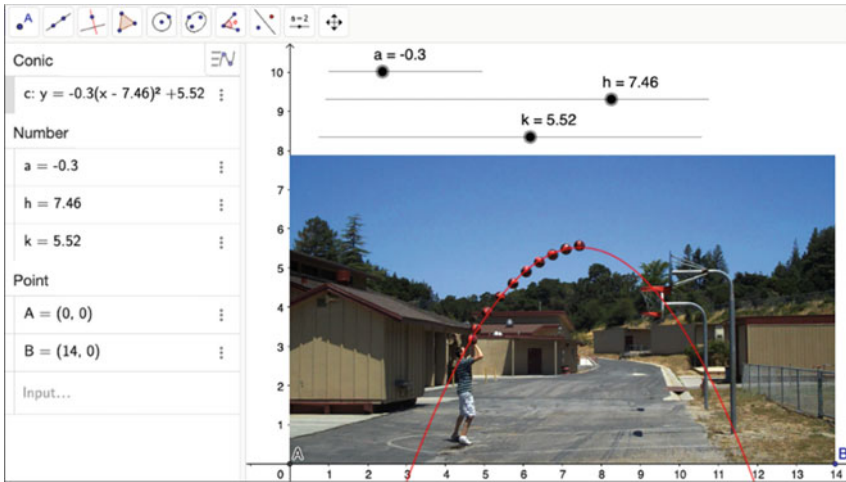 A
α
a = 2
Conic
c: y = -0.3(x - 7.46)² +5.52
Number
a = -0.3
h = 7.46
k = 5.52
Point
A = (0, 0)
B = (14, 0)
Input...
a = -0.3
h = 7.46
k = 5.52
10
9
8
7
6
5
4
3
2
1
A
B
0 1 2 3 4 5 6 7 8 9 10 11 12 13 14